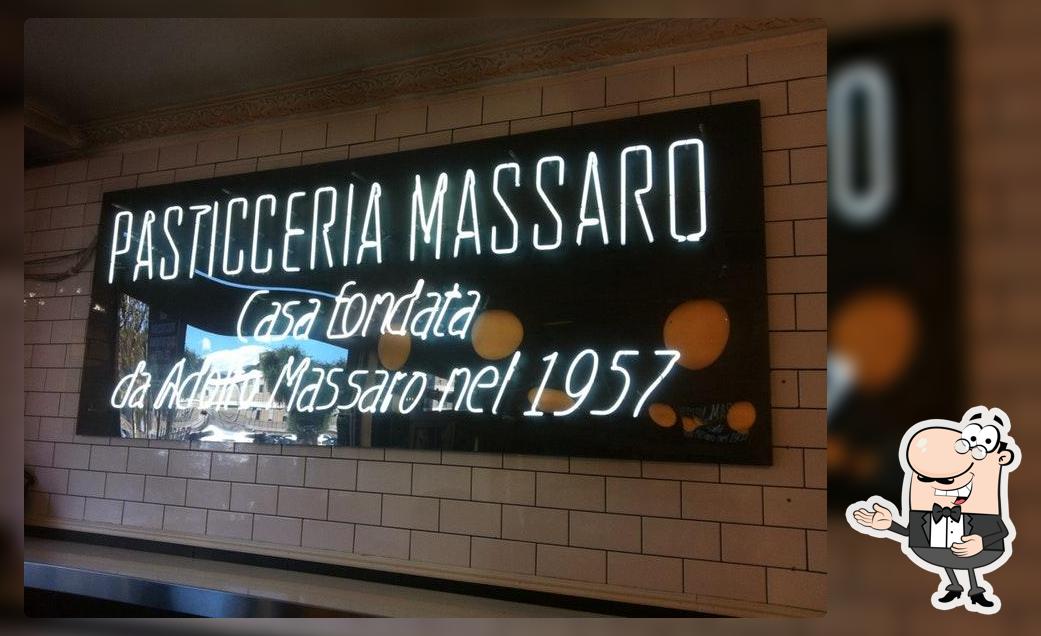 PASTICCERIA MASSARO
Casa fondata
da Adolfo Massaro nel 1957